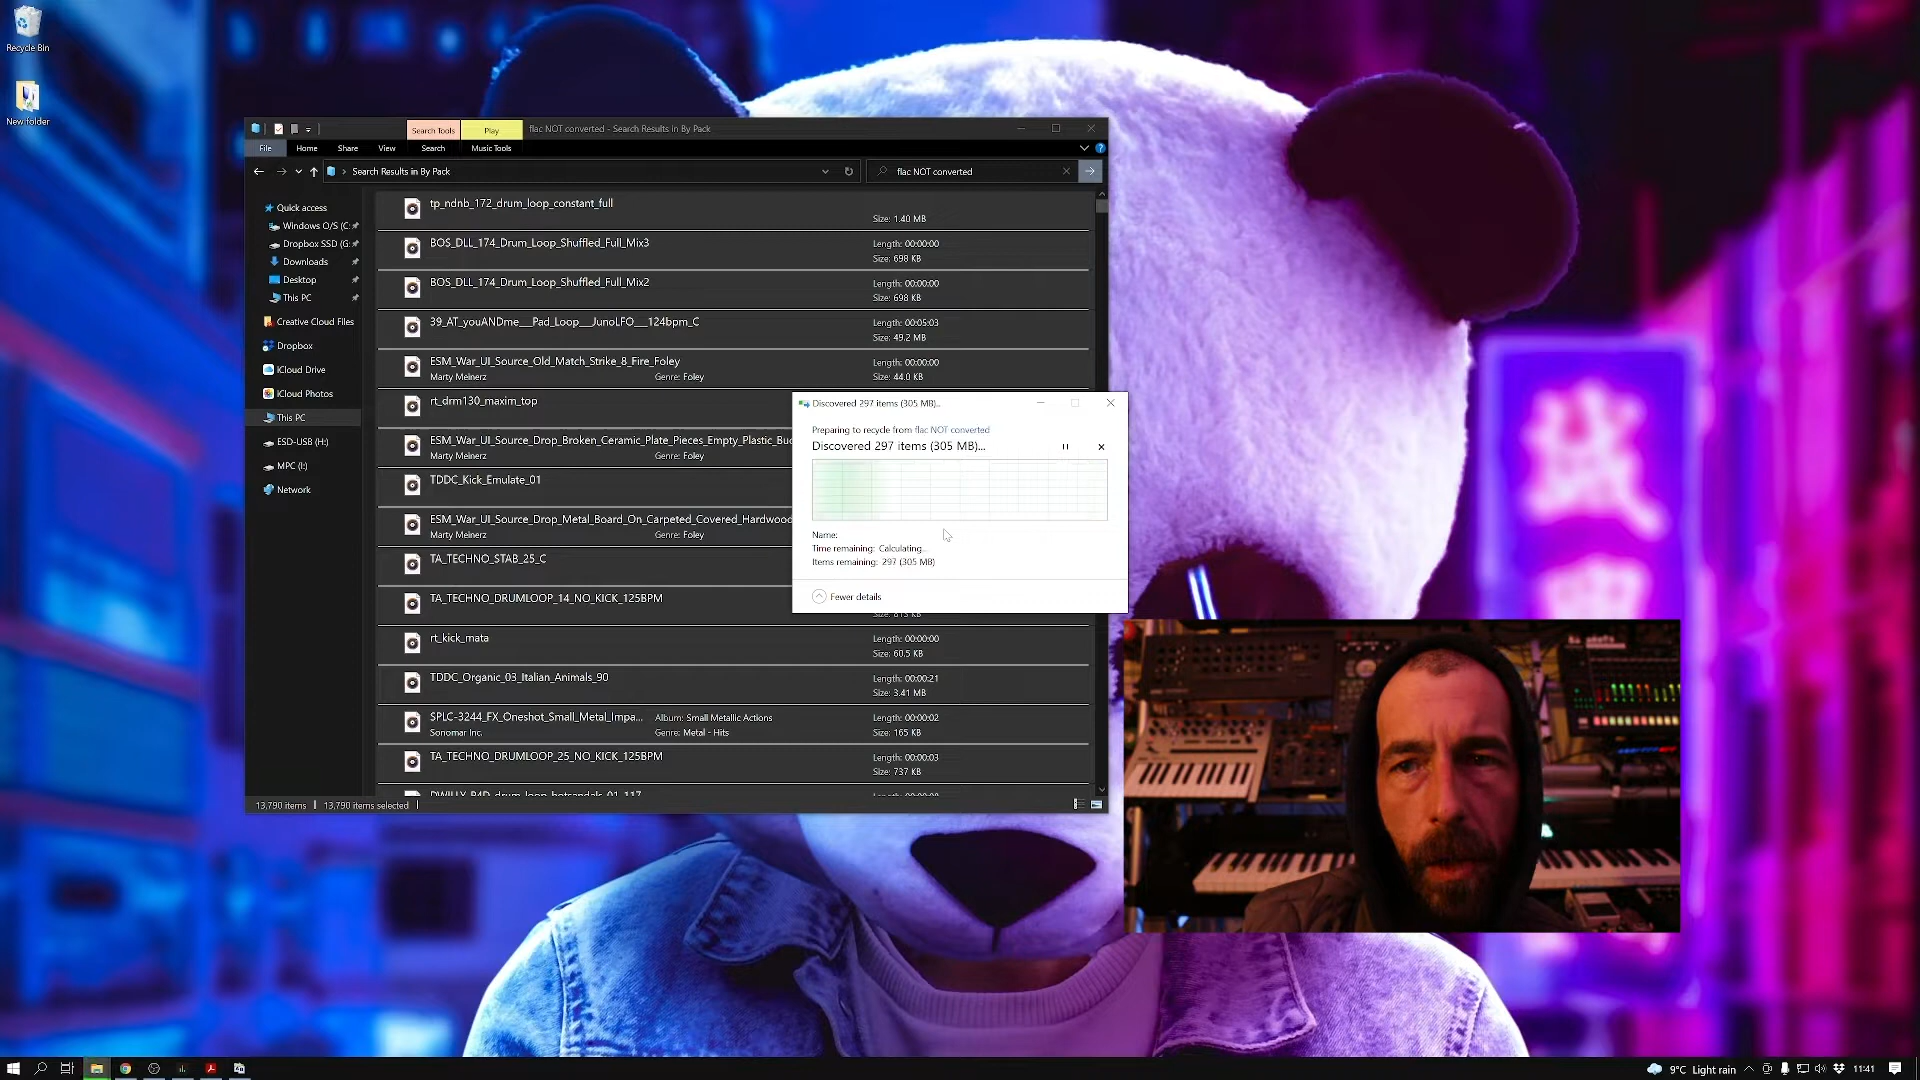 Recycle Bin
New folder
Search Tools
Play
flac NOT converted - Search Results in By Pack
File
Home
Share
View
Search
Music Tools
Search Results in By Pack
flac NOT converted
Quick access
Windows O/S (C:
Dropbox SSD (G:
Downloads
Desktop
This PC
Creative Cloud Files
Dropbox
iCloud Drive
iCloud Photos
This PC
ESD-USB (H:)
MPC (I:)
Network
tp_ndnb_172_drum_loop_constant_full
Size: 1.40 MB
BOS_DLL_174_Drum_Loop_Shuffled_Full_Mix3
Length: 00:00:00
Size: 698 KB
BOS_DLL_174_Drum_Loop_Shuffled_Full_Mix2
Length: 00:00:00
Size: 698 KB
39_AT_youANDme___Pad_Loop___JunoLFO___124bpm_C
Length: 00:05:03
Size: 49.2 MB
ESM_War_UI_Source_Old_Match_Strike_8_Fire_Foley
Length: 00:00:00
Marty Meinerz
Genre: Foley
Size: 44.0 KB
rt_drm130_maxim_top
ESM_War_UI_Source_Drop_Broken_Ceramic_Plate_Pieces_Empty_Plastic_Buc
Marty Meinerz
Genre: Foley
TDDC_Kick_Emulate_01
ESM_War_UI_Source_Drop_Metal_Board_On_Carpeted_Covered_Hardwood
Marty Meinerz
Genre: Foley
TA_TECHNO_STAB_25_C
TA_TECHNO_DRUMLOOP_14_NO_KICK_125BPM
rt_kick_mata
Length: 00:00:00
Size: 60.5 KB
TDDC_Organic_03_Italian_Animals_90
Length: 00:00:21
Size: 3.41 MB
SPLC-3244_FX_Oneshot_Small_Metal_Impa...
Album: Small Metallic Actions
Length: 00:00:02
Sonomar Inc.
Genre: Metal - Hits
Size: 165 KB
TA_TECHNO_DRUMLOOP_25_NO_KICK_125BPM
Length: 00:00:03
Size: 737 KB
13,790 items
13,790 items selected
Discovered 297 items (305 MB)...
Preparing to recycle from flac NOT converted
Discovered 297 items (305 MB)...
Name:
Time remaining: Calculating...
Items remaining: 297 (305 MB)
Fewer details
9°C Light rain
11:41